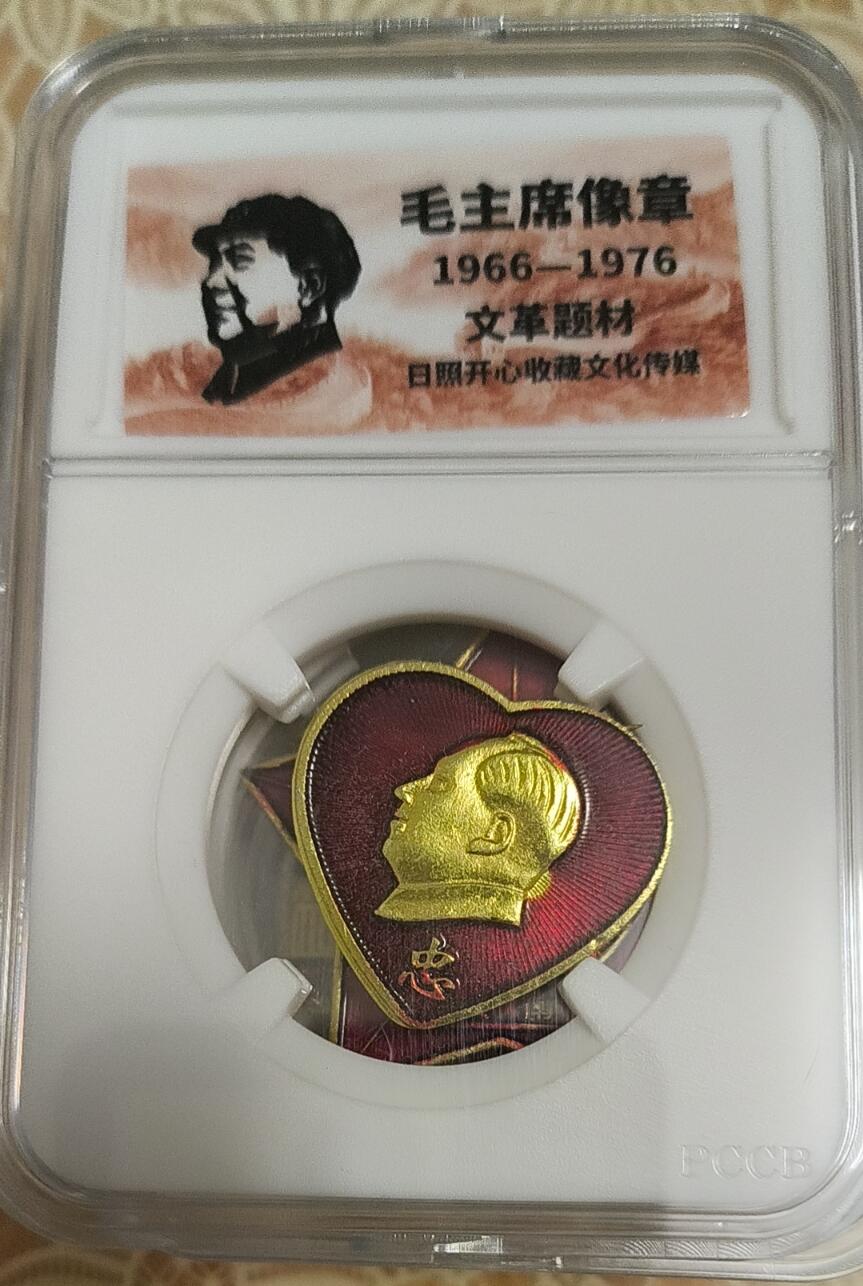 毛主席像章
1966—1976
文革题材
日照开心收藏文化传媒
忠
PCCB